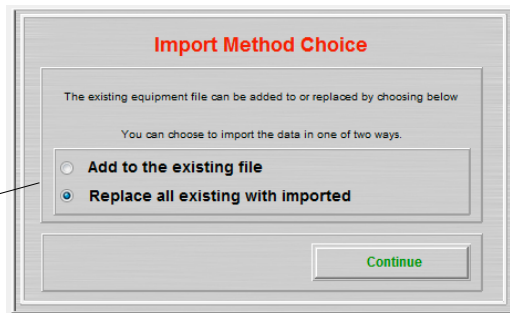 Import Method Choice
The existing equipment file can be added to or replaced by choosing below
You can choose to import the data in one of two ways.
Add to the existing file
Replace all existing with imported
Continue